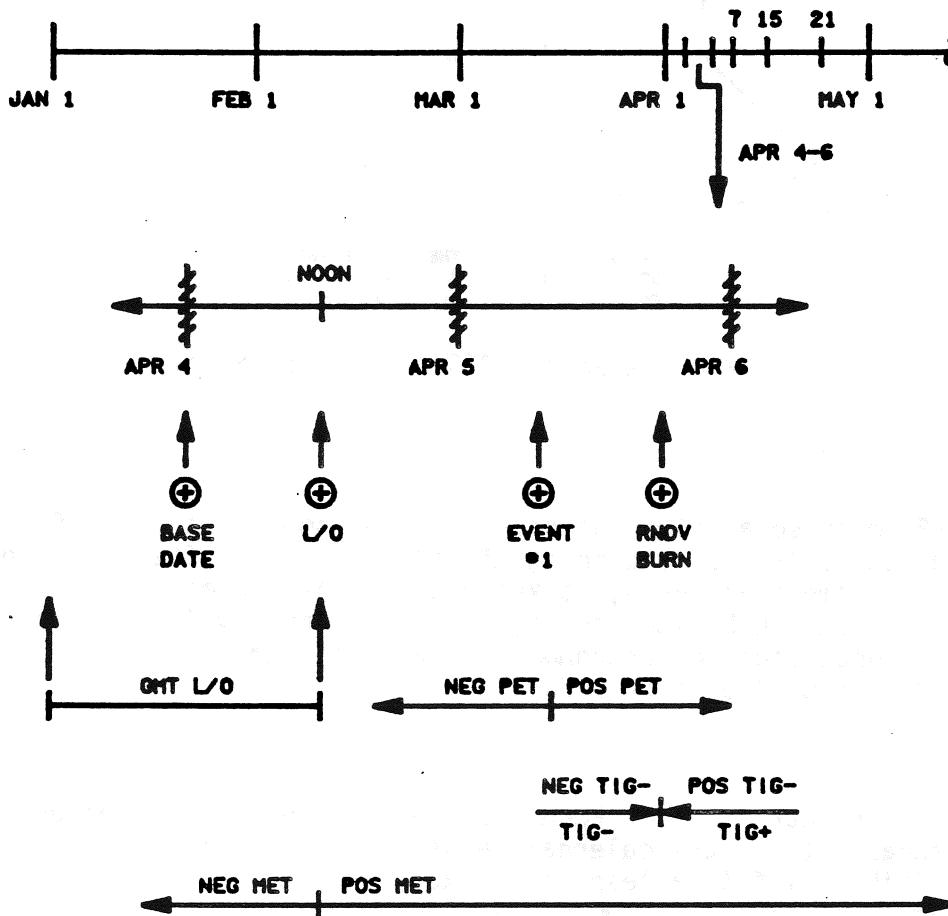 7 15 21
JAN 1 FEB 1 MAR 1 APR 1 MAY 1
APR 4-6
NOON
APR 4 APR 5 APR 6
BASE DATE
L/O
EVENT #1
RNDV BURN
GMT L/O
NEG PET POS PET
NEG TIG- POS TIG-
TIG- TIG+
NEG MET POS MET